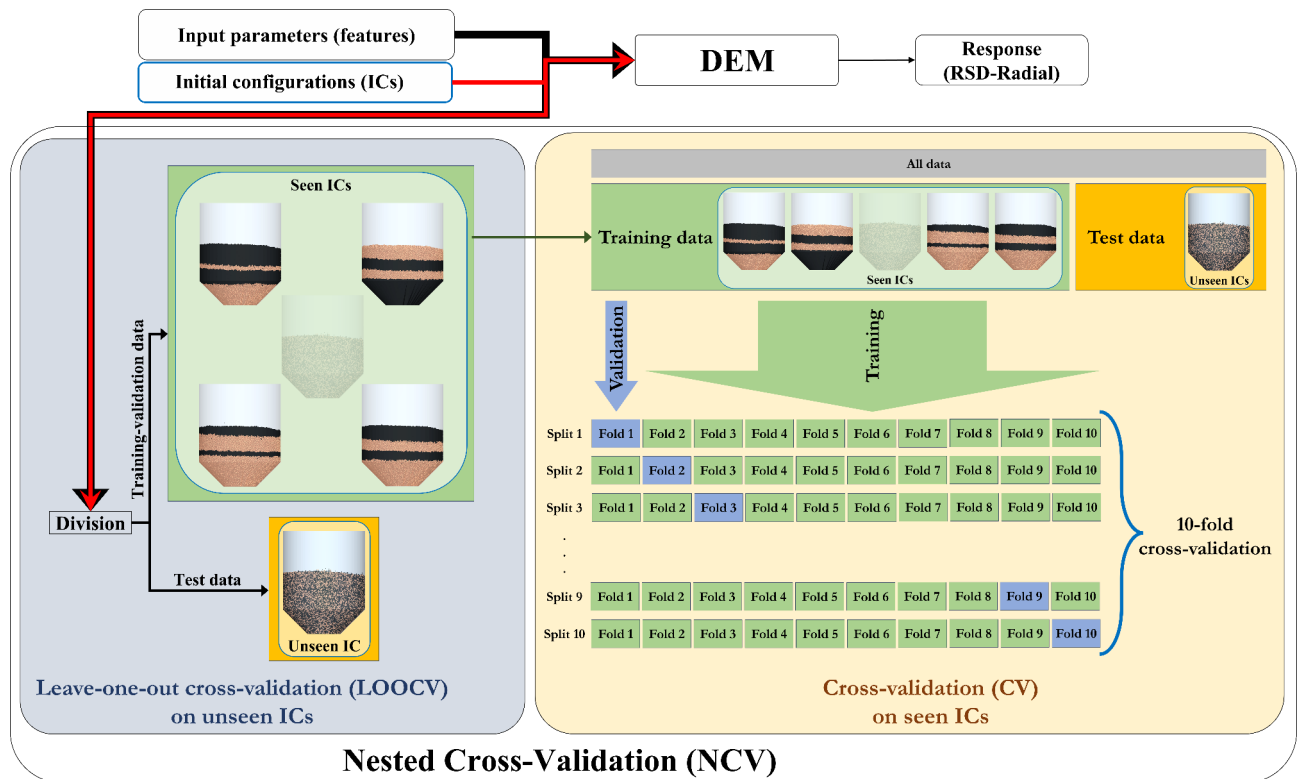 Input parameters (features)
Initial configurations (ICs)
DEM
Response
(RSD-Radial)
Seen ICs
Training-validation data
Division
Test data
Unseen IC
Leave-one-out cross-validation (LOOCV)
on unseen ICs
All data
Training data
Seen ICs
Test data
Unseen ICs
Validation
Training
Split 1 Fold 1 Fold 2 Fold 3 Fold 4 Fold 5 Fold 6 Fold 7 Fold 8 Fold 9 Fold 10
Split 2 Fold 1 Fold 2 Fold 3 Fold 4 Fold 5 Fold 6 Fold 7 Fold 8 Fold 9 Fold 10
Split 3 Fold 1 Fold 2 Fold 3 Fold 4 Fold 5 Fold 6 Fold 7 Fold 8 Fold 9 Fold 10
.
.
.
Split 9 Fold 1 Fold 2 Fold 3 Fold 4 Fold 5 Fold 6 Fold 7 Fold 8 Fold 9 Fold 10
Split 10 Fold 1 Fold 2 Fold 3 Fold 4 Fold 5 Fold 6 Fold 7 Fold 8 Fold 9 Fold 10
10-fold
cross-validation
Cross-validation (CV)
on seen ICs
Nested Cross-Validation (NCV)